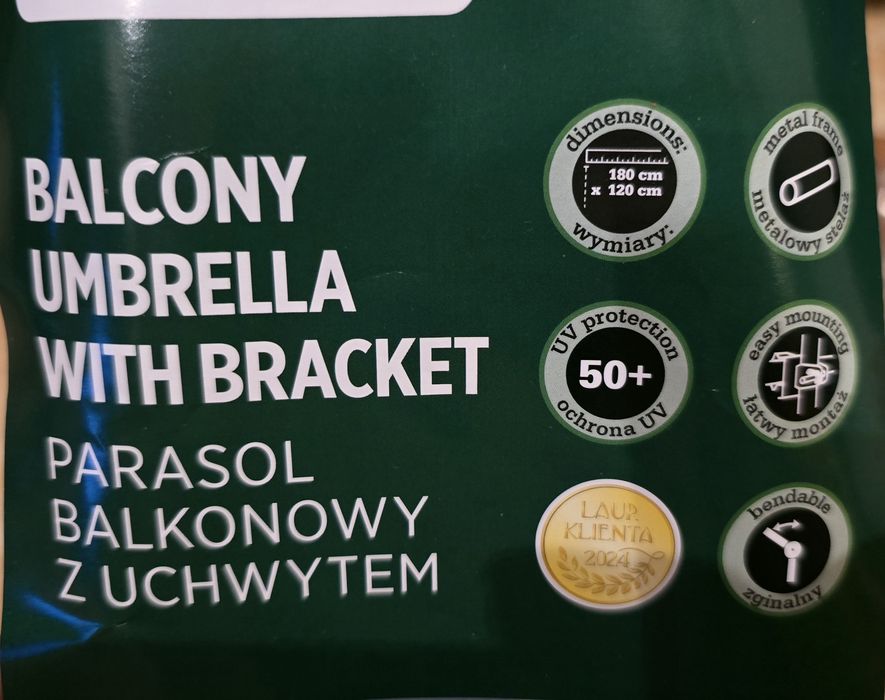 BALCONY
UMBRELLA
WITH BRACKET
PARASOL
BALKONOWY
Z UCHWYTEM
dimensions:
180 cm
x 120 cm
wymiary:
metal frame
metalowy stelaż
UV protection
50+
ochrona UV
easy mounting
łatwy montaż
LAUR
KLIENTA
2024
bendable
zginalny